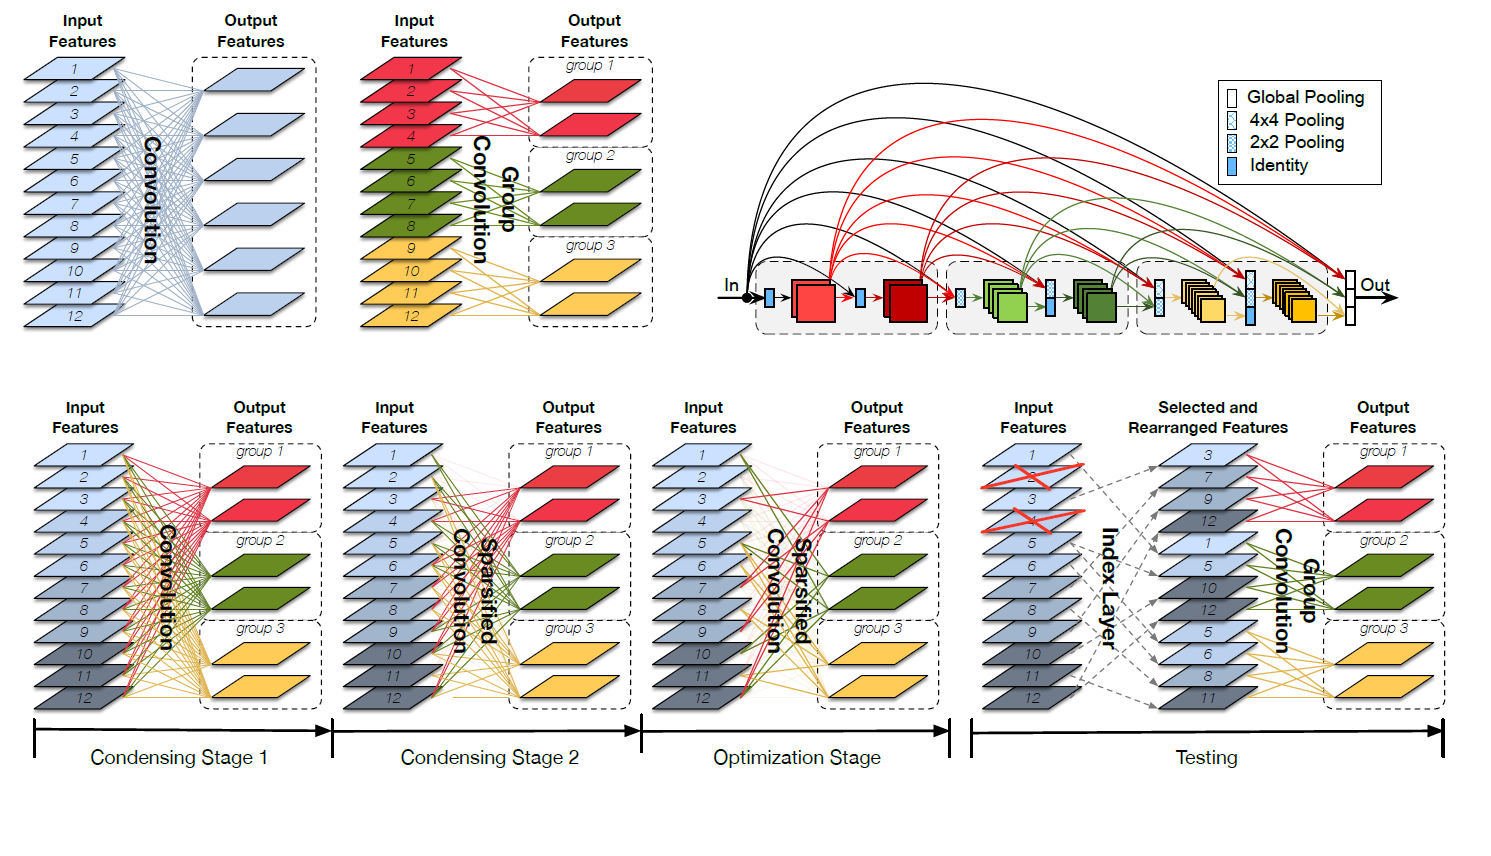 Input
Features
Output
Features
1
2
3
4
5
6
7
8
9
10
11
12
Convolution
Input
Features
Output
Features
1
2
3
4
5
6
7
8
9
10
11
12
Group
Convolution
group 1
group 2
group 3
Global Pooling
4x4 Pooling
2x2 Pooling
Identity
In
Out
Input
Features
Output
Features
1
2
3
4
5
6
7
8
9
10
11
12
Convolution
group 1
group 2
group 3
Condensing Stage 1
Input
Features
Output
Features
1
2
3
4
5
6
7
8
9
10
11
12
Sparsified
Convolution
group 1
group 2
group 3
Condensing Stage 2
Input
Features
Output
Features
1
2
3
4
5
6
7
8
9
10
11
12
Sparsified
Convolution
group 1
group 2
group 3
Optimization Stage
Input
Features
Selected and
Rearranged Features
Output
Features
1
3
5
6
7
8
9
10
11
12
Index Layer
3
7
9
12
1
5
10
12
5
6
8
11
Group
Convolution
group 1
group 2
group 3
Testing